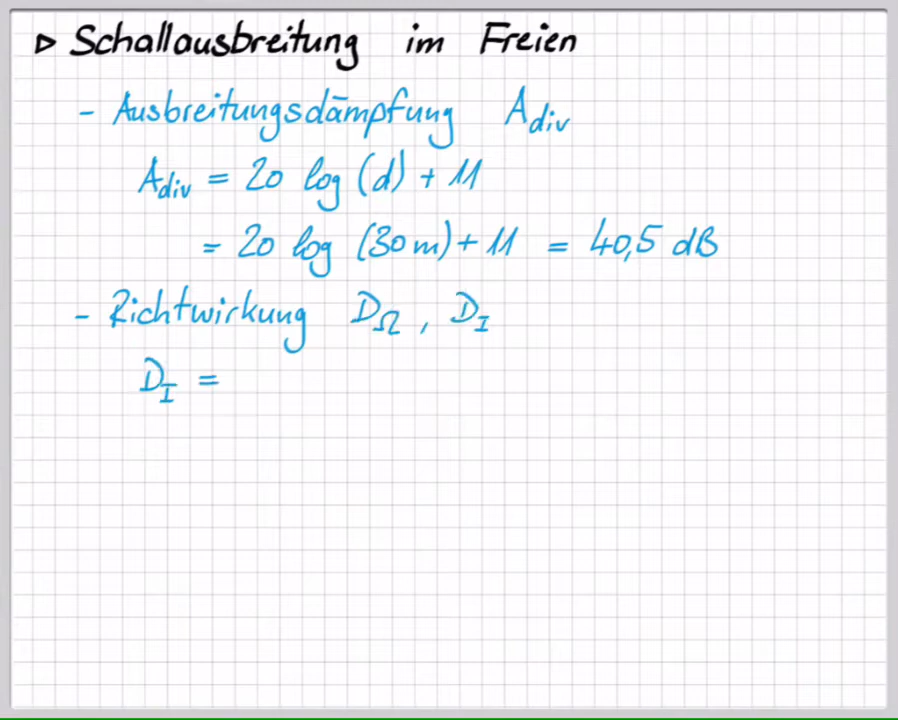 ▷ Schallausbreitung im Freien
- Ausbreitungsdämpfung A_div
A_div = 20 log (d) + 11
= 20 log (30m) + 11 = 40,5 dB
- Richtwirkung D_Ω , D_I
D_I =